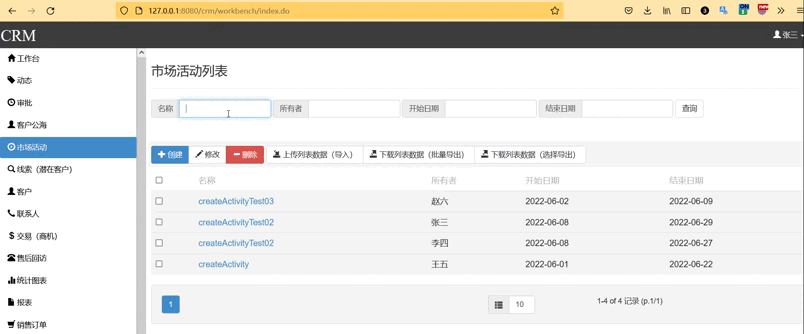 127.0.0.1:8080/crm/workbench/index.do
CRM
张三
工作台
动态
审批
客户公海
市场活动
线索（潜在客户）
客户
联系人
交易（商机）
售后回访
统计图表
报表
销售订单
市场活动列表
名称 所有者 开始日期 结束日期 查询
创建 修改 删除 上传列表数据（导入） 下载列表数据（批量导出） 下载列表数据（选择导出）
名称 所有者 开始日期 结束日期
createActivityTest03 赵六 2022-06-02 2022-06-09
createActivityTest02 张三 2022-06-08 2022-06-29
createActivityTest02 李四 2022-06-08 2022-06-27
createActivity 王五 2022-06-01 2022-06-22
1 10 1-4 of 4 记录 (p.1/1)